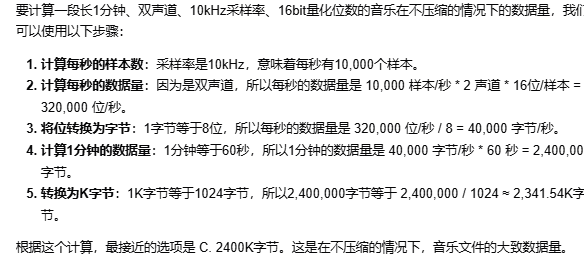 要计算一段长1分钟、双声道、10kHz采样率、16bit量化位数的音乐在不压缩的情况下的数据量，我们
可以使用以下步骤：
1. 计算每秒的样本数：采样率是10kHz，意味着每秒有10,000个样本。
2. 计算每秒的数据量：因为是双声道，所以每秒的数据量是 10,000 样本/秒 * 2 声道 * 16位/样本 =
320,000 位/秒。
3. 将位转换为字节：1字节等于8位，所以每秒的数据量是 320,000 位/秒 / 8 = 40,000 字节/秒。
4. 计算1分钟的数据量：1分钟等于60秒，所以1分钟的数据量是 40,000 字节/秒 * 60 秒 = 2,400,00
字节。
5. 转换为K字节：1K字节等于1024字节，所以2,400,000字节等于 2,400,000 / 1024 ≈ 2,341.54K字
节。
根据这个计算，最接近的选项是 C. 2400K字节。这是在不压缩的情况下，音乐文件的大致数据量。